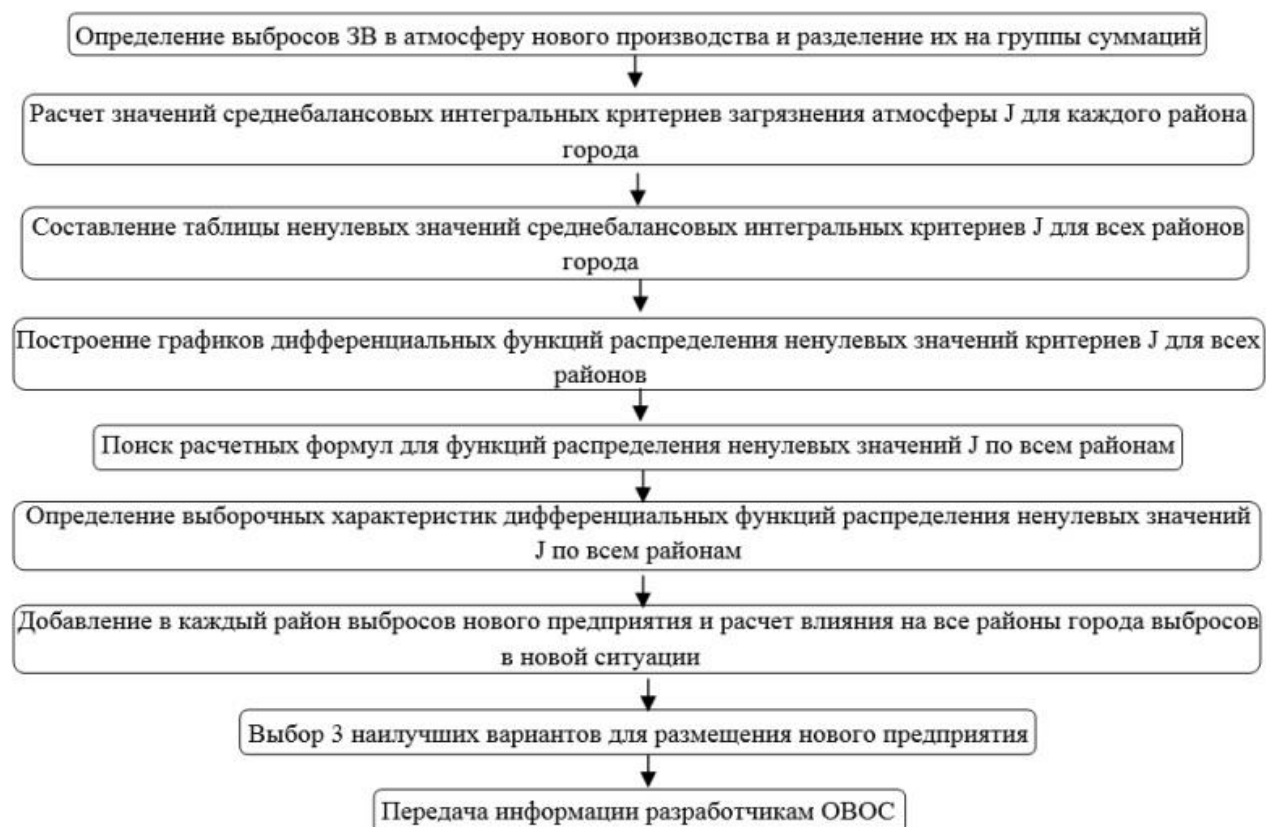 Определение выбросов ЗВ в атмосферу нового производства и разделение их на группы суммаций
Расчет значений среднебалансовых интегральных критериев загрязнения атмосферы J для каждого района
города
Составление таблицы ненулевых значений среднебалансовых интегральных критериев J для всех районов
города
Построение графиков дифференциальных функций распределения ненулевых значений критериев J для всех
районов
Поиск расчетных формул для функций распределения ненулевых значений J по всем районам
Определение выборочных характеристик дифференциальных функций распределения ненулевых значений
J по всем районам
Добавление в каждый район выбросов нового предприятия и расчет влияния на все районы города выбросов
в новой ситуации
Выбор 3 наилучших вариантов для размещения нового предприятия
Передача информации разработчикам ОВОС